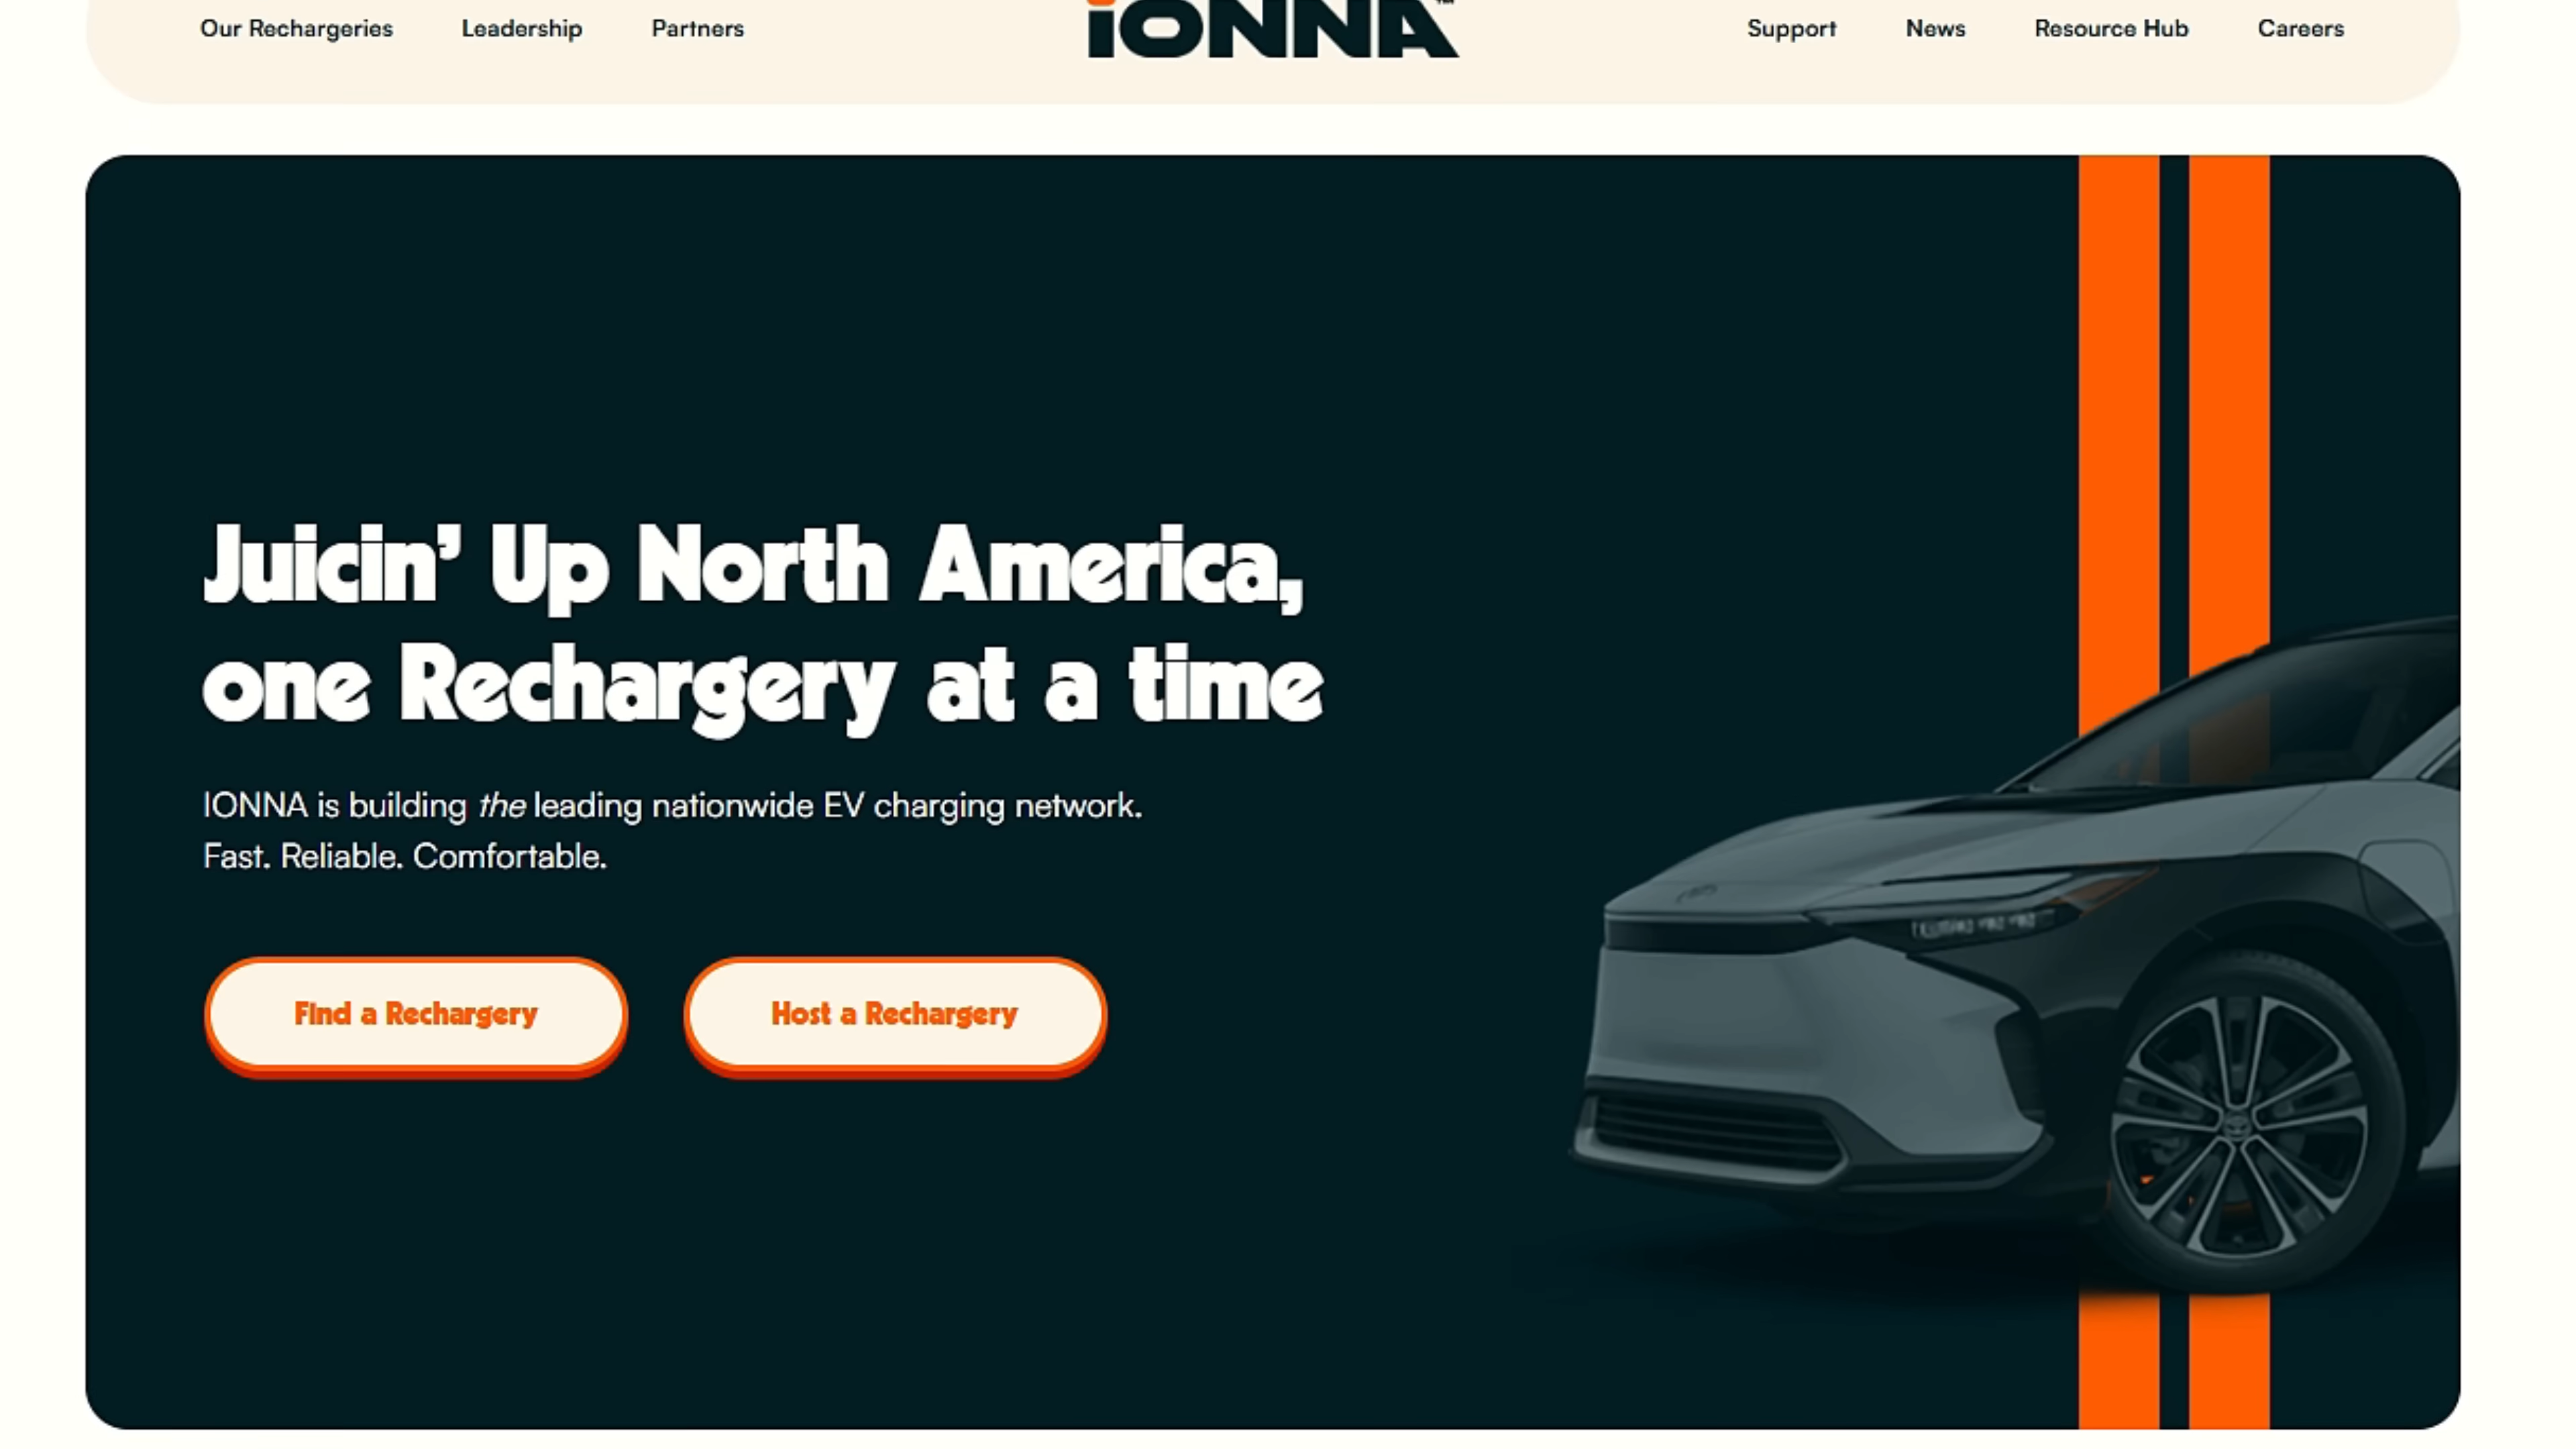 Our Rechargeries Leadership Partners iONNA™ Support News Resource Hub Careers
Juicin’ Up North America,
one Rechargery at a time
IONNA is building the leading nationwide EV charging network.
Fast. Reliable. Comfortable.
Find a Rechargery Host a Rechargery